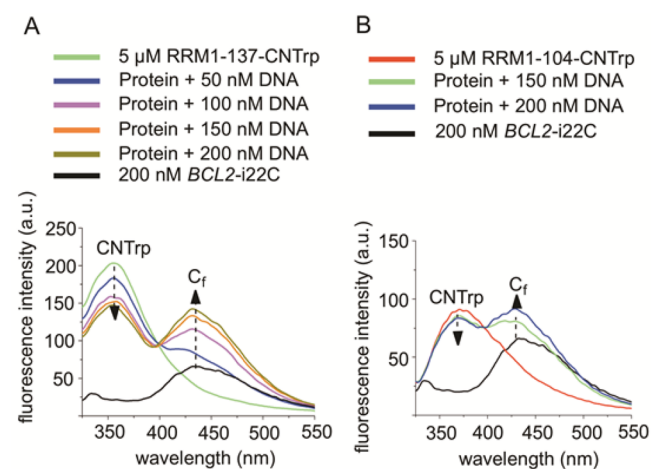 A
5 µM RRM1-137-CNTrp
Protein + 50 nM DNA
Protein + 100 nM DNA
Protein + 150 nM DNA
Protein + 200 nM DNA
200 nM BCL2-i22C
fluorescence intensity (a.u.)
250
200
150
100
50
CNTrp
Cf
350 400 450 500 550
wavelength (nm)
B
5 µM RRM1-104-CNTrp
Protein + 150 nM DNA
Protein + 200 nM DNA
200 nM BCL2-i22C
fluorescence intensity (a.u.)
150
100
50
CNTrp
Cf
350 400 450 500 550
wavelength (nm)